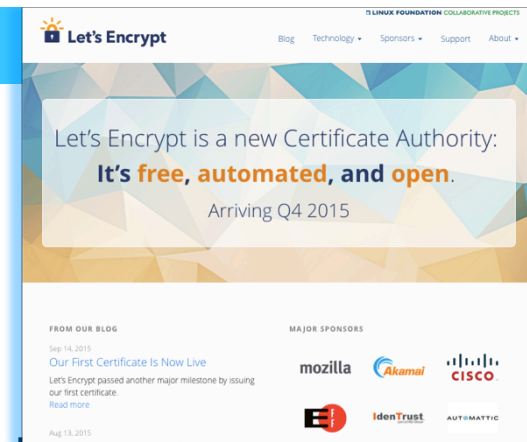 LINUX FOUNDATION COLLABORATIVE PROJECTS
Let's Encrypt
Blog Technology Sponsors Support About
Let's Encrypt is a new Certificate Authority:
It's free, automated, and open.
Arriving Q4 2015
FROM OUR BLOG
Sep 14, 2015
Our First Certificate Is Now Live
Let's Encrypt passed another major milestone by issuing
our first certificate.
Read more
Aug 13, 2015
MAJOR SPONSORS
mozilla Akamai CISCO
EFF IdenTrust AUTOMATTIC